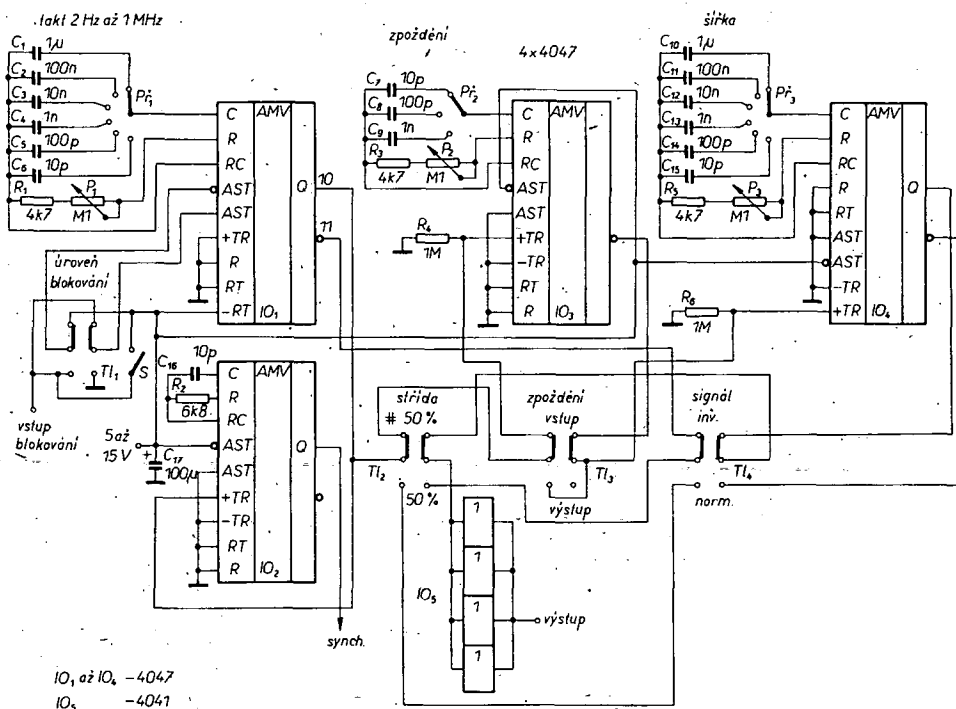 takt 2 Hz až 1 MHz
C₁ 1μ
C₂ 100n
C₃ 10n
C₄ 1n
C₅ 100p
C₆ 10p
Př₁
R₁ 4k7
P₁ M1
C AMV
R
RC
AST
AST
+TR
R
RT
-RT IO₁
Q 10
11
úroveň
blokování
Tl₁
S
vstup
blokování
5 až
15 V
+
C₁₇
100μ
C₁₆ 10p
R₂
6k8
C AMV
R
RC
AST
AST
+TR
-TR
RT
R IO₂
Q
synch.
zpoždění
C₇ 10p
C₈ 100p
C₉ 1n
Př₂
R₃ 4k7
P₂ M1
4x4047
C AMV
R
RC
AST
AST
+TR
-TR
RT
R IO₃
R₄
1M
šířka
C₁₀ 1μ
C₁₁ 100n
C₁₂ 10n
C₁₃ 1n
C₁₄ 100p
C₁₅ 10p
Př₃
R₅ 4k7
P₃ M1
C AMV
R
RC
R
RT
AST
AST
-TR
+TR IO₄
Q
R₆
1M
střída
# 50%
Tl₂
50%
zpoždění
vstup
Tl₃
výstup
signál
inv.
Tl₄
norm.
1
1
1
1
IO₅
výstup
IO₁ až IO₄ -4047
IO₅ -4041